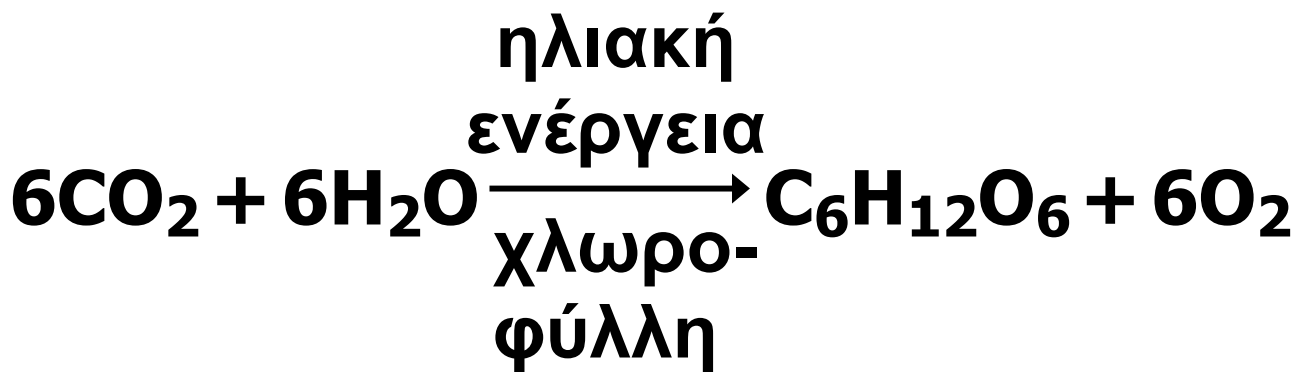 ηλιακή
ενέργεια
6CO₂ + 6H₂O → C₆H₁₂O₆ + 6O₂
χλωρο-
φύλλη